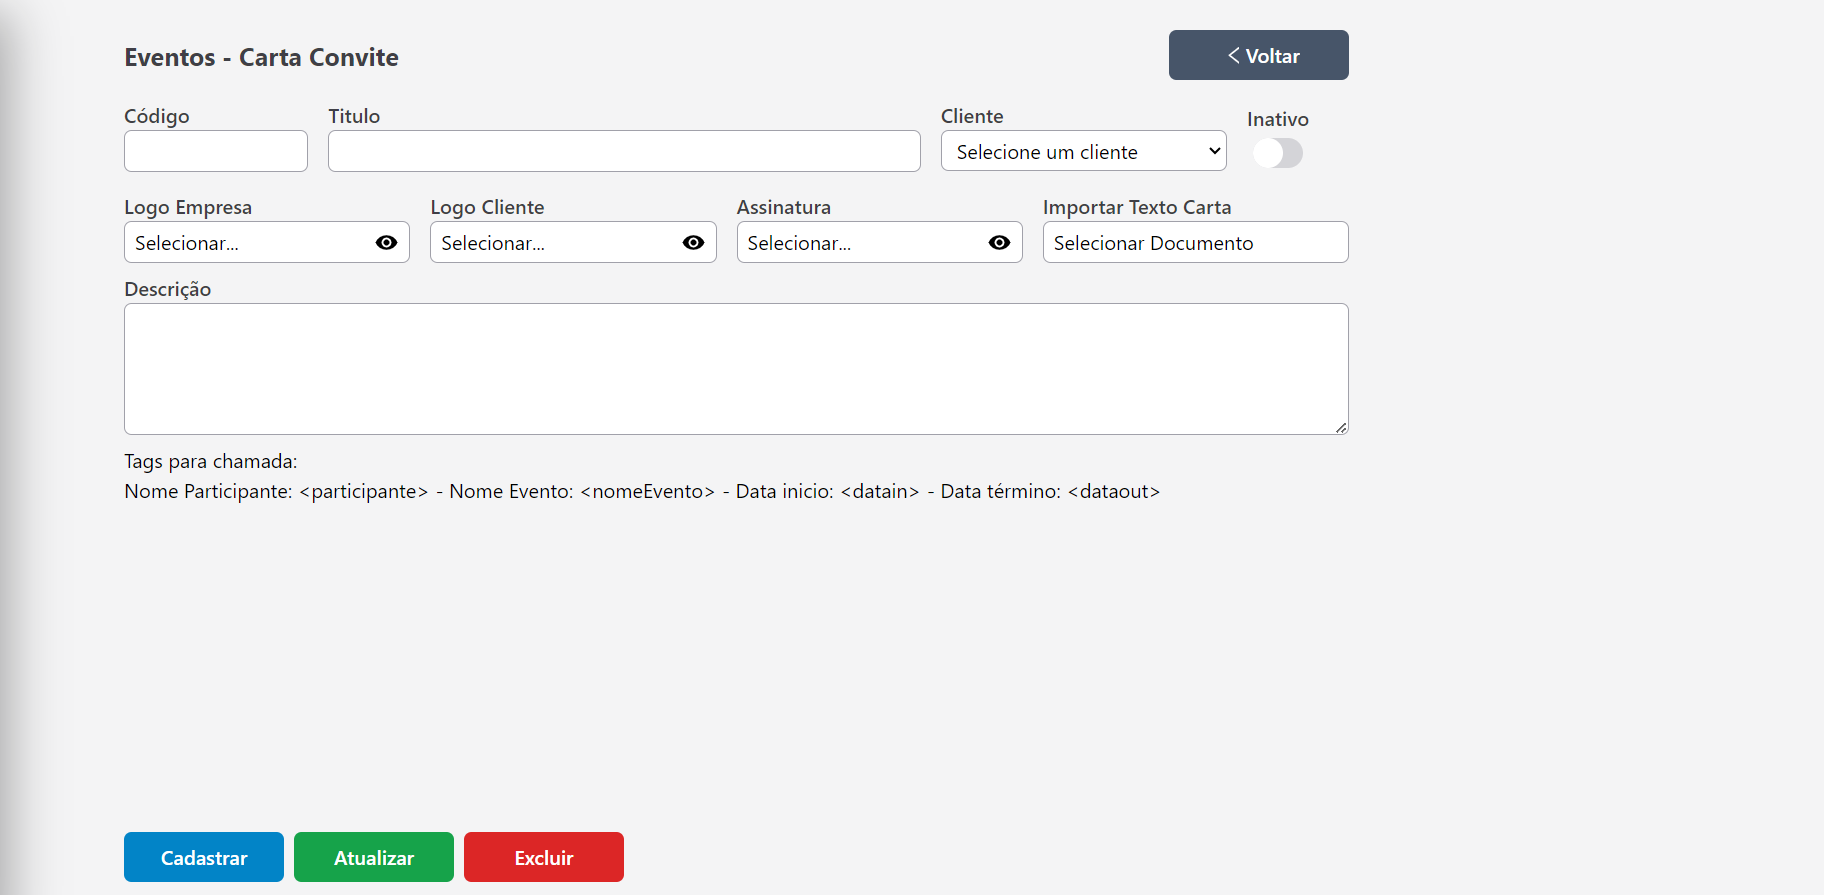 Eventos - Carta Convite
< Voltar
Código
Titulo
Cliente
Inativo
Selecione um cliente
Logo Empresa
Logo Cliente
Assinatura
Importar Texto Carta
Selecionar...
Selecionar...
Selecionar...
Selecionar Documento
Descrição
Tags para chamada:
Nome Participante: <participante> - Nome Evento: <nomeEvento> - Data inicio: <datain> - Data término: <dataout>
Cadastrar
Atualizar
Excluir